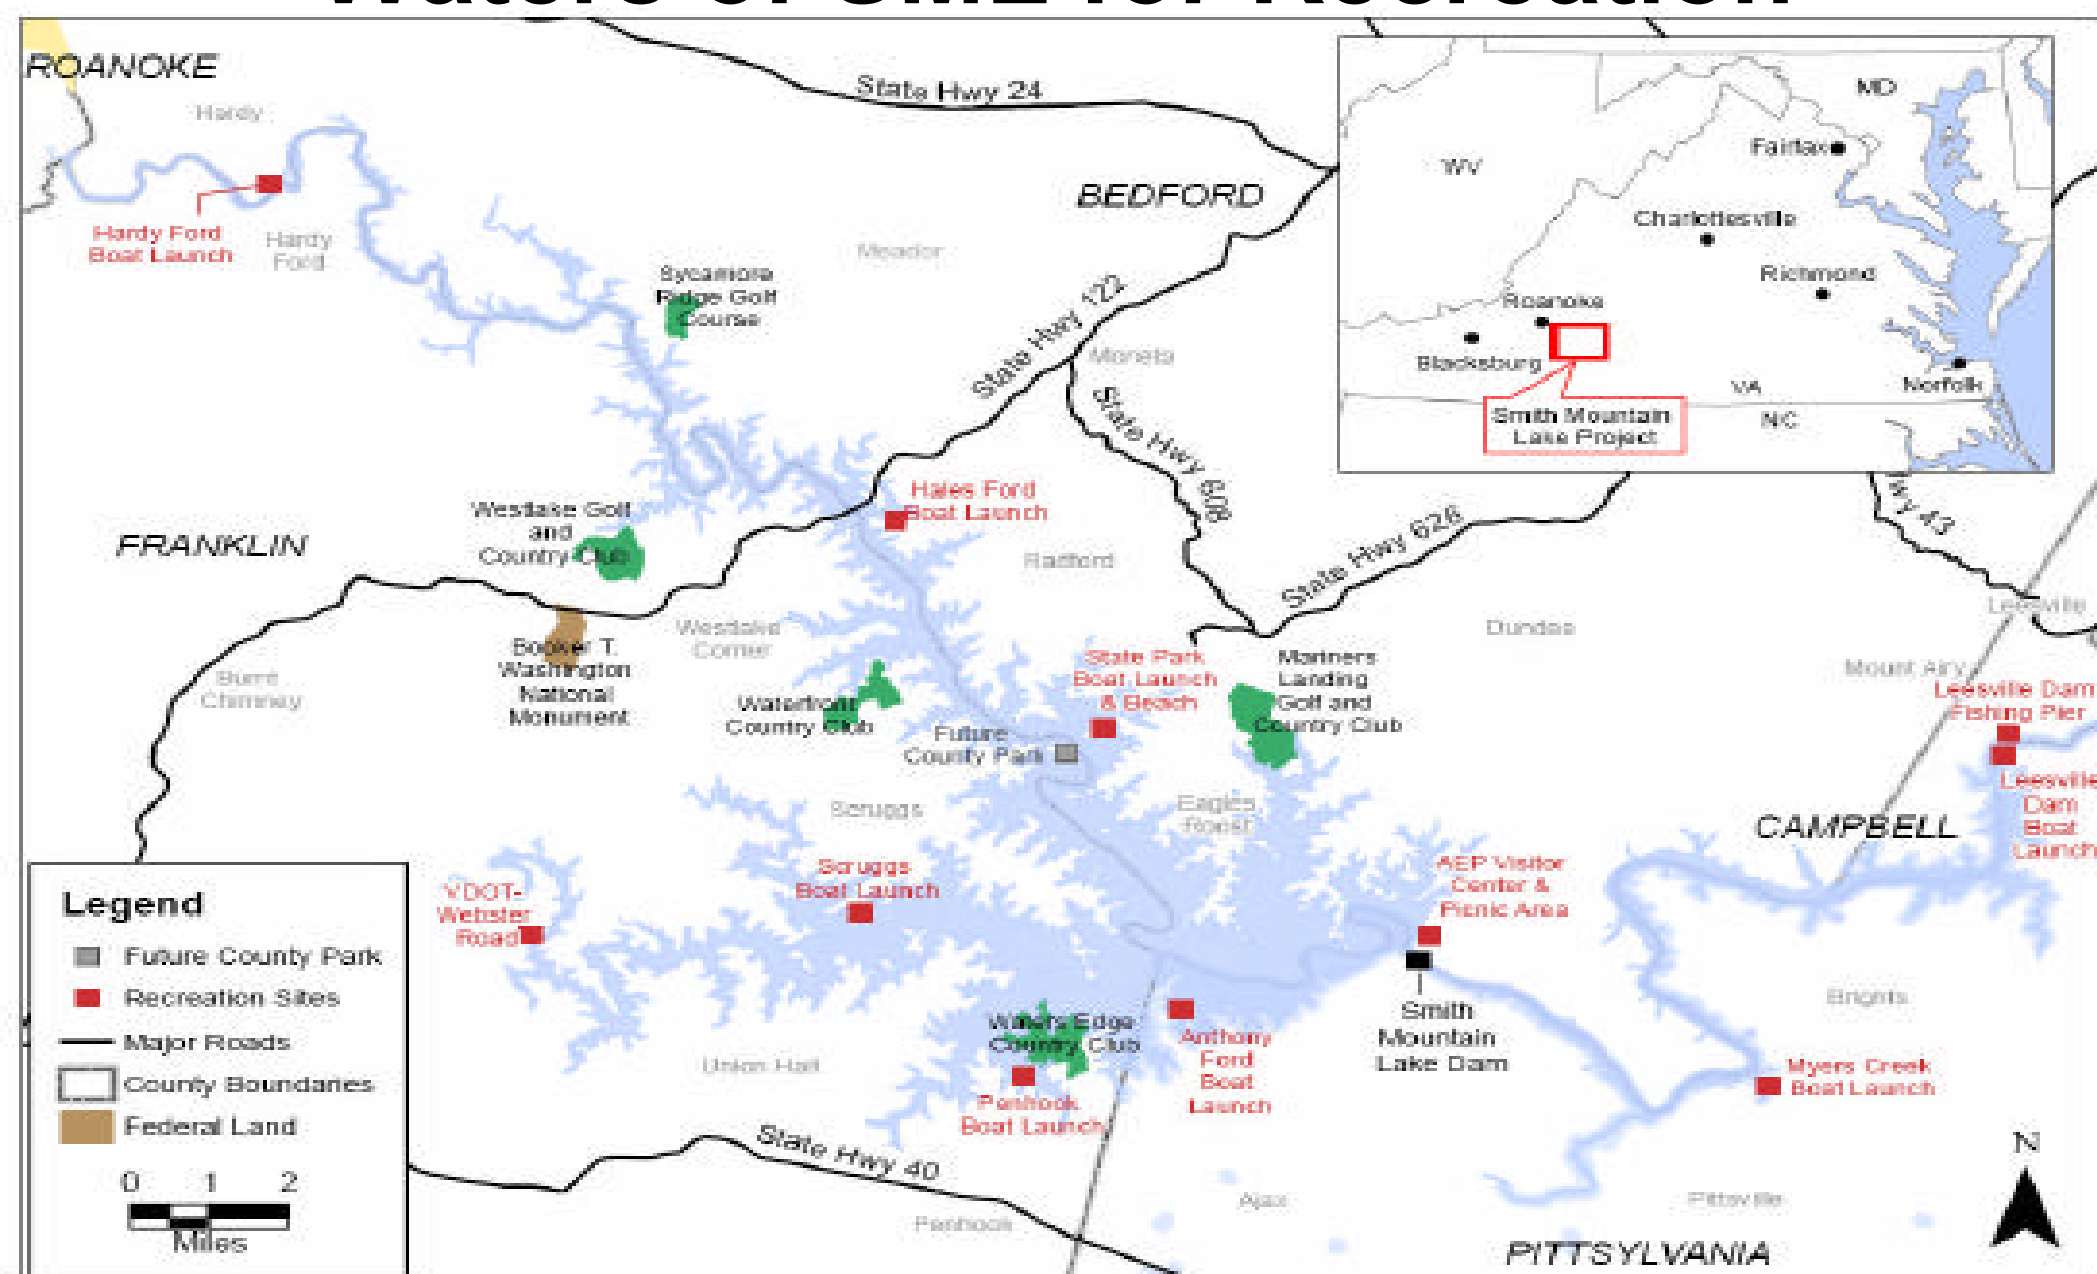 Waters of SML for Recreation
ROANOKE
Hardy
State Hwy 24
Hardy Ford
Boat Launch
Hardy
Ford
BEDFORD
Meador
Sycamore
Ridge Golf
Course
State Hwy 122
Moneta
State Hwy 608
MD
WV
Fairfax
Charlottesville
Richmond
Roanoke
Blacksburg
VA
Norfolk
NC
Smith Mountain
Lake Project
Hales Ford
Boat Launch
Westlake Golf
and
Country Club
FRANKLIN
Radford
State Hwy 626
Hwy 43
Leesville
Dundee
Westlake
Corner
Booker T.
Washington
National
Monument
Burnt
Chimney
State Park
Boat Launch
& Beach
Mariners
Landing
Golf and
Country Club
Mount Airy
Leesville Dam
Fishing Pier
Waterfront
Country Club
Future
County Park
Leesville
Dam
Boat
Launch
Scruggs
Eagles
Roost
CAMPBELL
Scruggs
Boat Launch
VDOT-
Webster
Road
AEP Visitor
Center &
Picnic Area
Legend
Future County Park
Recreation Sites
Major Roads
County Boundaries
Federal Land
0 1 2
Miles
Brights
Smith
Mountain
Lake Dam
Waters Edge
Country Club
Anthony
Ford
Boat
Launch
Union Hall
Penhook
Boat Launch
Myers Creek
Boat Launch
State Hwy 40
Penhook
Ajax
Pittsville
N
PITTSYLVANIA